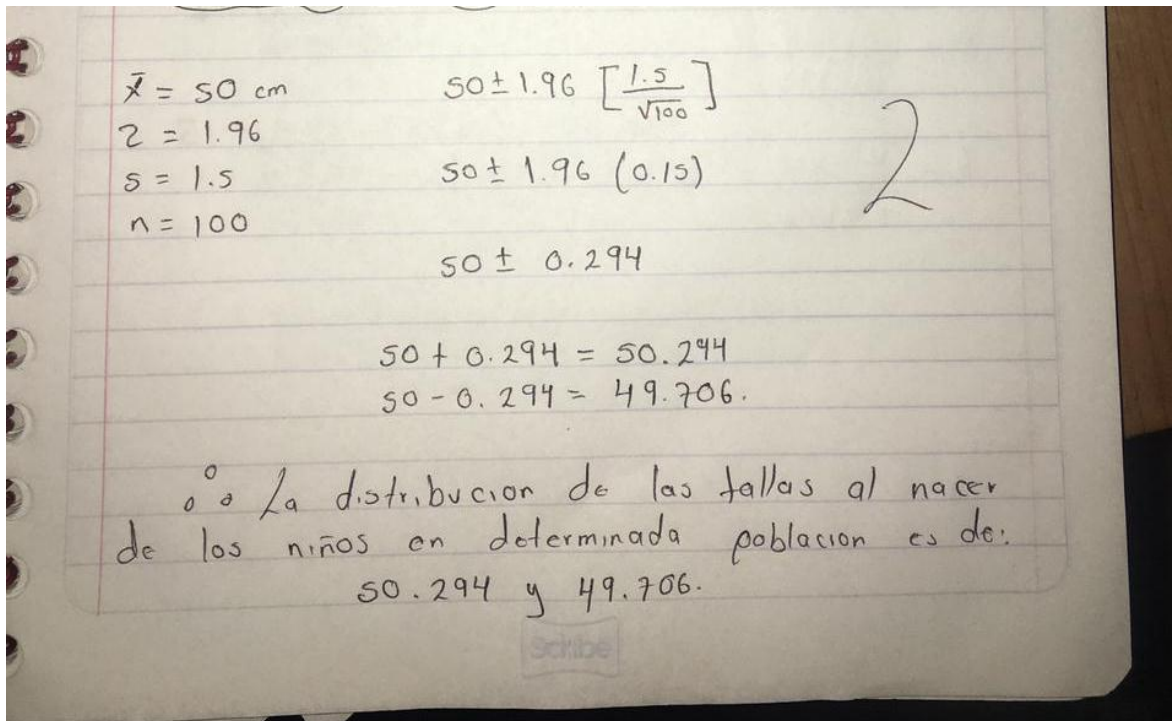 x̄ = 50 cm
z = 1.96
s = 1.5
n = 100
50 ± 1.96 [1.5/√100]
50 ± 1.96 (0.15)
50 ± 0.294
2
50 + 0.294 = 50.294
50 - 0.294 = 49.706.
∴ La distribucion de las tallas al nacer
de los niños en determinada poblacion es de:
50.294 y 49.706.
Scribe